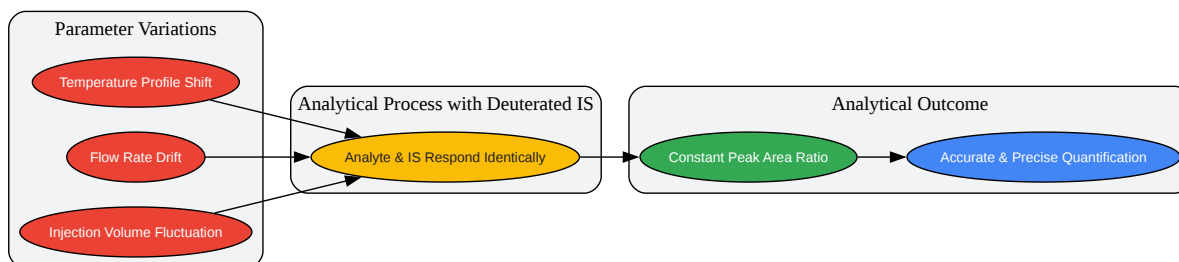 Parameter Variations
Temperature Profile Shift
Flow Rate Drift
Injection Volume Fluctuation
Analytical Process with Deuterated IS
Analyte & IS Respond Identically
Analytical Outcome
Constant Peak Area Ratio
Accurate & Precise Quantification